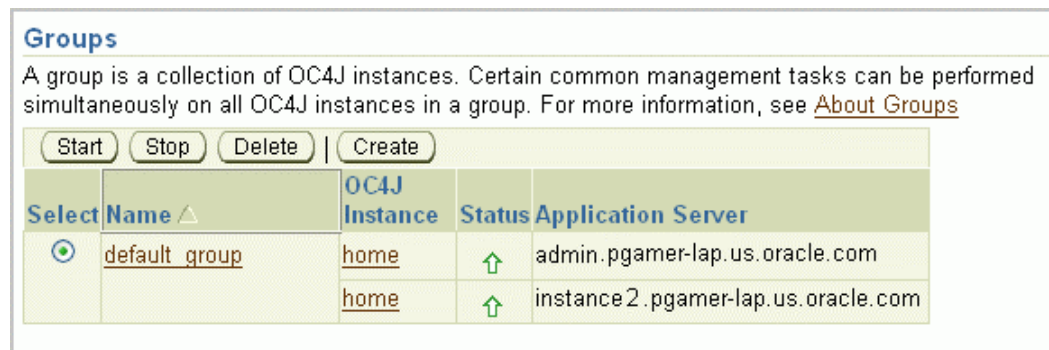 Groups
A group is a collection of OC4J instances. Certain common management tasks can be performed
simultaneously on all OC4J instances in a group. For more information, see About Groups
Start Stop Delete | Create
Select Name OC4J Instance Status Application Server
default_group home admin.pgamer-lap.us.oracle.com
home instance2.pgamer-lap.us.oracle.com